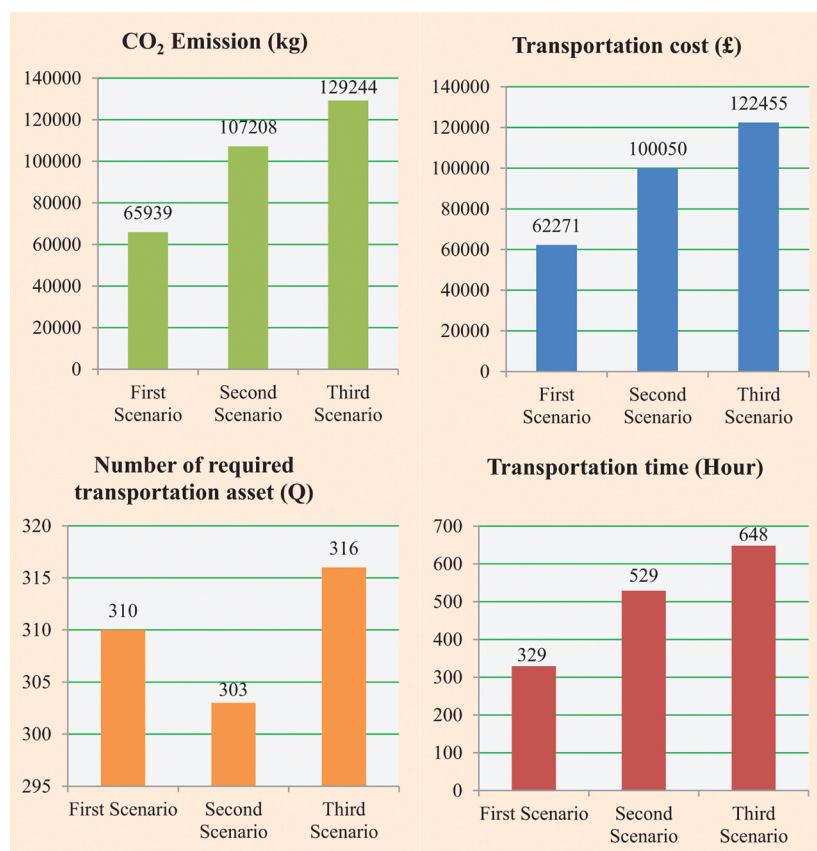 CO₂ Emission (kg)
140000
120000
100000
80000
60000
40000
20000
0
65939
107208
129244
First
Scenario
Second
Scenario
Third
Scenario
Transportation cost (£)
140000
120000
100000
80000
60000
40000
20000
0
62271
100050
122455
First
Scenario
Second
Scenario
Third
Scenario
Number of required
transportation asset (Q)
320
315
310
305
300
295
310
303
316
First Scenario
Second
Scenario
Third
Scenario
Transportation time (Hour)
700
600
500
400
300
200
100
0
329
529
648
First Scenario
Second
Scenario
Third
Scenario